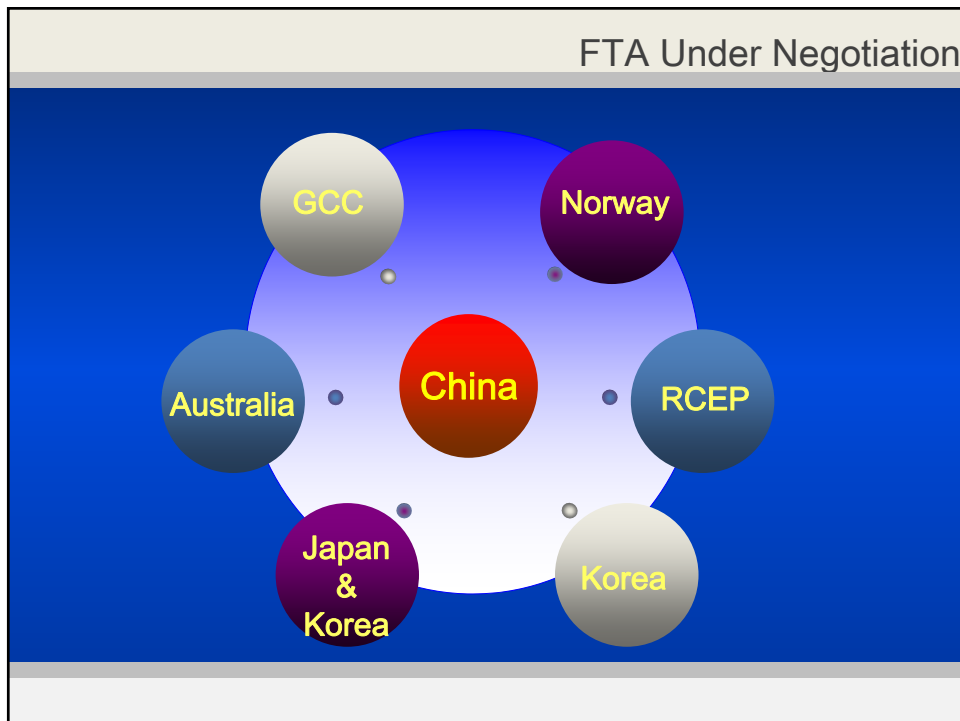 FTA Under Negotiation
GCC
Norway
China
Australia
RCEP
Japan
&
Korea
Korea